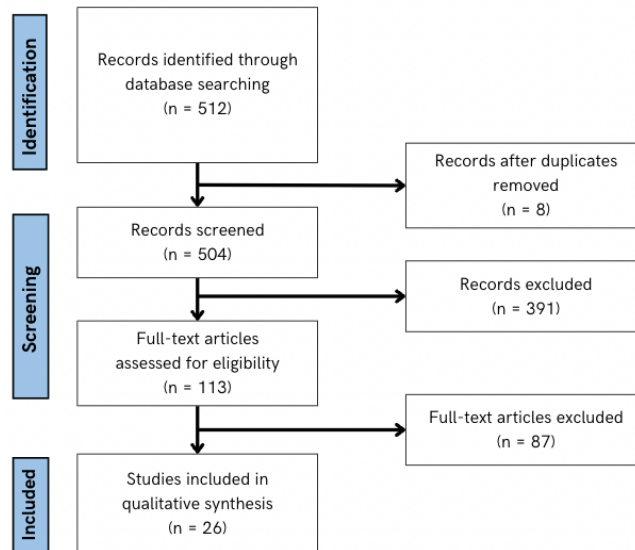 Identification
Records identified through
database searching
(n = 512)
Records after duplicates
removed
(n = 8)
Screening
Records screened
(n = 504)
Records excluded
(n = 391)
Full-text articles
assessed for eligibility
(n = 113)
Full-text articles excluded
(n = 87)
Included
Studies included in
qualitative synthesis
(n = 26)